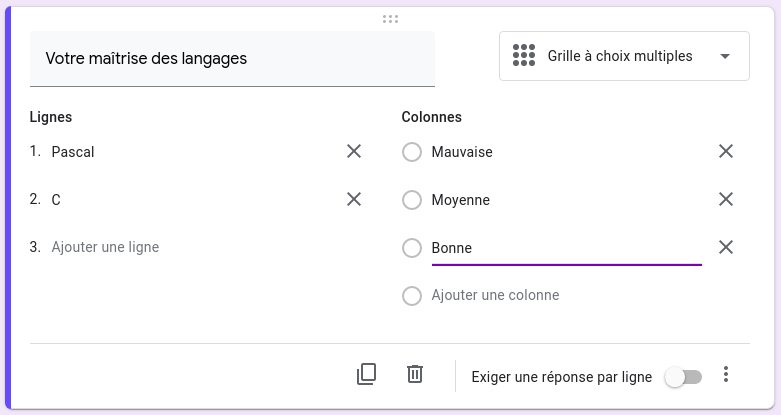 Votre maîtrise des langages
Grille à choix multiples
Lignes
Colonnes
1. Pascal
Mauvaise
2. C
Moyenne
3. Ajouter une ligne
Bonne
Ajouter une colonne
Exiger une réponse par ligne